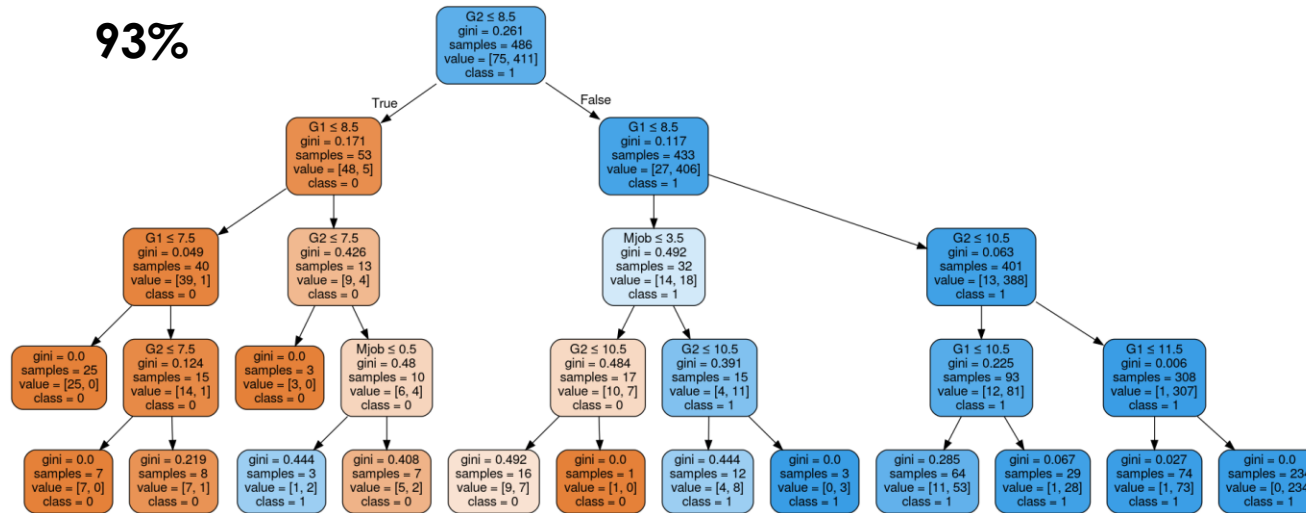 93%
G2 ≤ 8.5
gini = 0.261
samples = 486
value = [75, 411]
class = 1
True
False
G1 ≤ 8.5
gini = 0.171
samples = 53
value = [48, 5]
class = 0
G1 ≤ 8.5
gini = 0.117
samples = 433
value = [27, 406]
class = 1
G1 ≤ 7.5
gini = 0.049
samples = 40
value = [39, 1]
class = 0
G2 ≤ 7.5
gini = 0.426
samples = 13
value = [9, 4]
class = 0
Mjob ≤ 3.5
gini = 0.492
samples = 32
value = [14, 18]
class = 1
G2 ≤ 10.5
gini = 0.063
samples = 401
value = [13, 388]
class = 1
gini = 0.0
samples = 25
value = [25, 0]
class = 0
G2 ≤ 7.5
gini = 0.124
samples = 15
value = [14, 1]
class = 0
gini = 0.0
samples = 3
value = [3, 0]
class = 0
Mjob ≤ 0.5
gini = 0.48
samples = 10
value = [6, 4]
class = 0
G2 ≤ 10.5
gini = 0.484
samples = 17
value = [10, 7]
class = 0
G2 ≤ 10.5
gini = 0.391
samples = 15
value = [4, 11]
class = 1
G1 ≤ 10.5
gini = 0.225
samples = 93
value = [12, 81]
class = 1
G1 ≤ 11.5
gini = 0.006
samples = 308
value = [1, 307]
class = 1
gini = 0.0
samples = 7
value = [7, 0]
class = 0
gini = 0.219
samples = 8
value = [7, 1]
class = 0
gini = 0.444
samples = 3
value = [1, 2]
class = 1
gini = 0.408
samples = 7
value = [5, 2]
class = 0
gini = 0.492
samples = 16
value = [9, 7]
class = 0
gini = 0.0
samples = 1
value = [1, 0]
class = 0
gini = 0.444
samples = 12
value = [4, 8]
class = 1
gini = 0.0
samples = 3
value = [0, 3]
class = 1
gini = 0.285
samples = 64
value = [11, 53]
class = 1
gini = 0.067
samples = 29
value = [1, 28]
class = 1
gini = 0.027
samples = 74
value = [1, 73]
class = 1
gini = 0.0
samples = 234
value = [0, 234]
class = 1